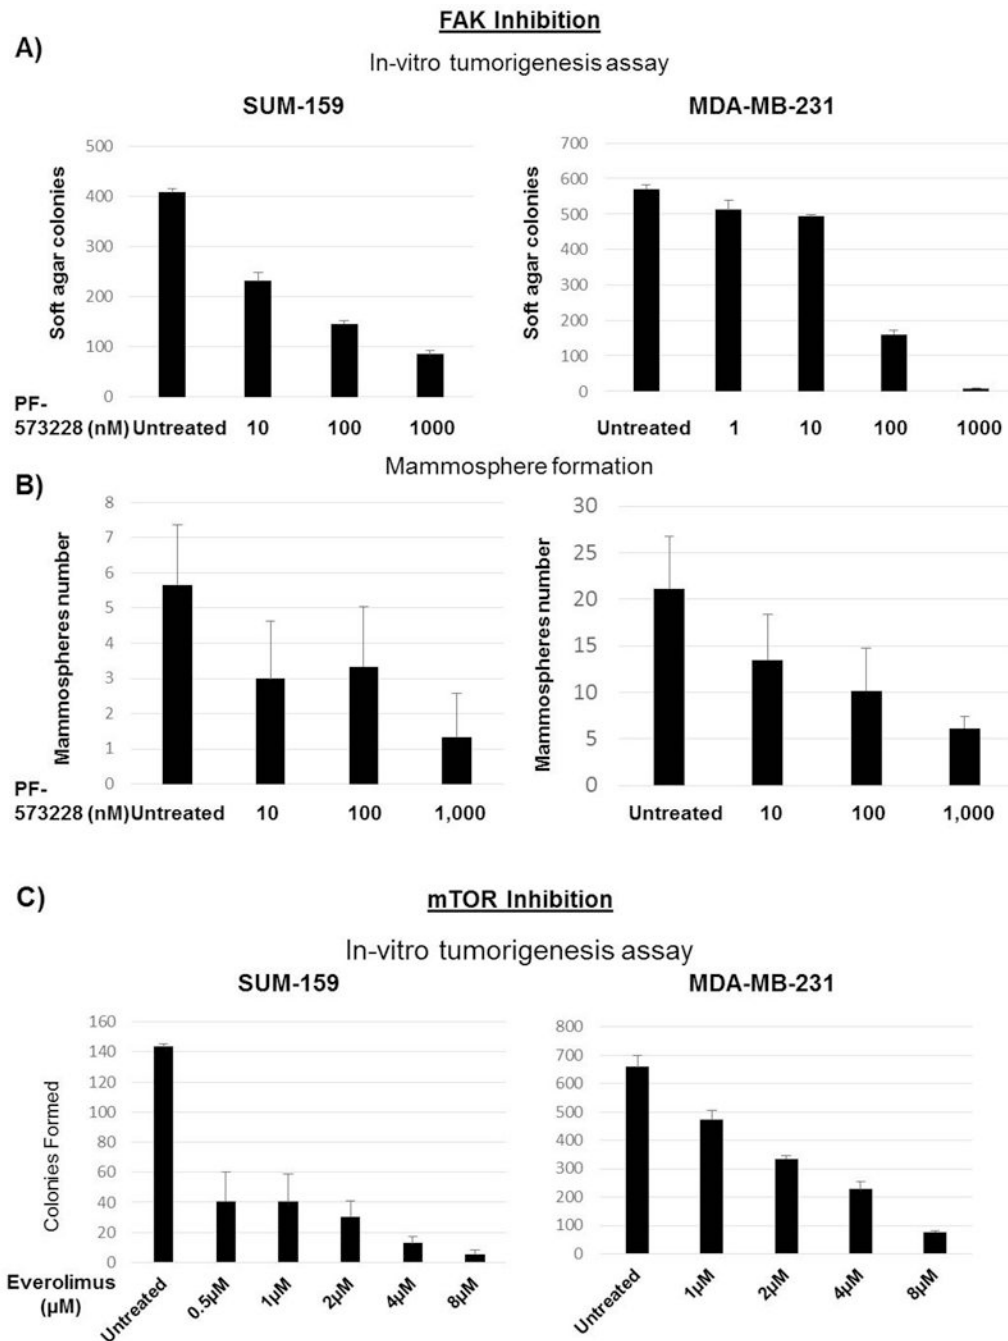 FAK Inhibition
A)
In-vitro tumorigenesis assay
SUM-159
MDA-MB-231
Soft agar colonies
500
400
300
200
100
0
Soft agar colonies
700
600
500
400
300
200
100
0
PF-
573228 (nM) Untreated 10 100 1000
Untreated 1 10 100 1000
B)
Mammosphere formation
Mammospheres number
8
7
6
5
4
3
2
1
0
Mammospheres number
30
25
20
15
10
5
0
PF-
573228 (nM) Untreated 10 100 1,000
Untreated 10 100 1,000
C)
mTOR Inhibition
In-vitro tumorigenesis assay
SUM-159
MDA-MB-231
Colonies Formed
160
140
120
100
80
60
40
20
0
800
700
600
500
400
300
200
100
0
Everolimus
(µM)
Untreated 0.5µM 1µM 2µM 4µM 8µM
Untreated 1µM 2µM 4µM 8µM